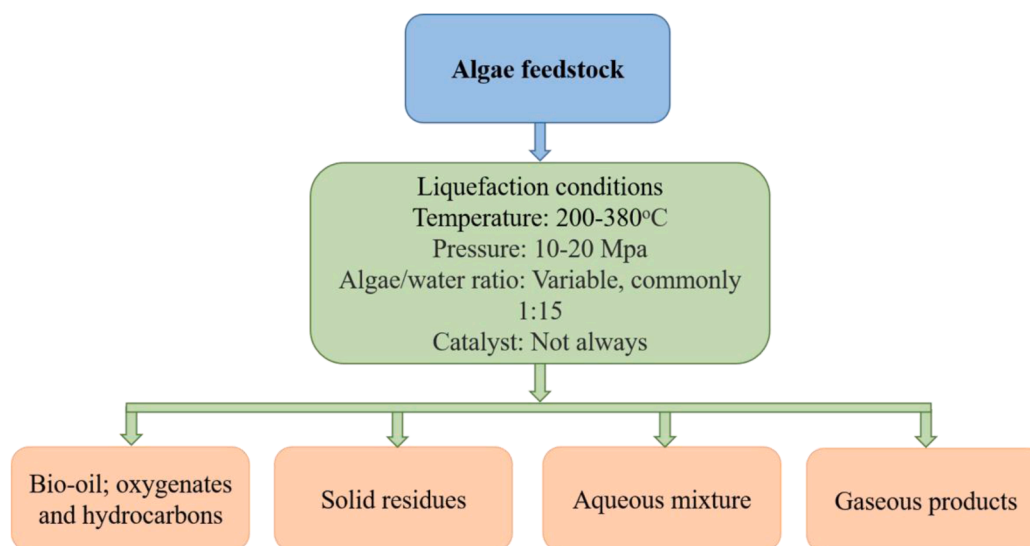 Algae feedstock
Liquefaction conditions
Temperature: 200-380°C
Pressure: 10-20 Mpa
Algae/water ratio: Variable, commonly
1:15
Catalyst: Not always
Bio-oil; oxygenates
and hydrocarbons
Solid residues
Aqueous mixture
Gaseous products